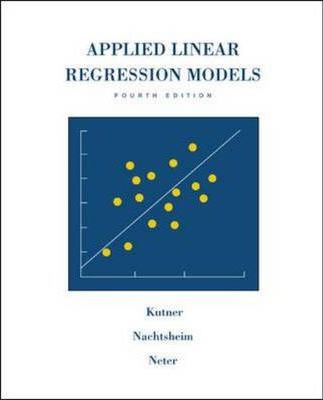 APPLIED LINEAR
REGRESSION MODELS
FOURTH EDITION
Kutner
Nachtsheim
Neter